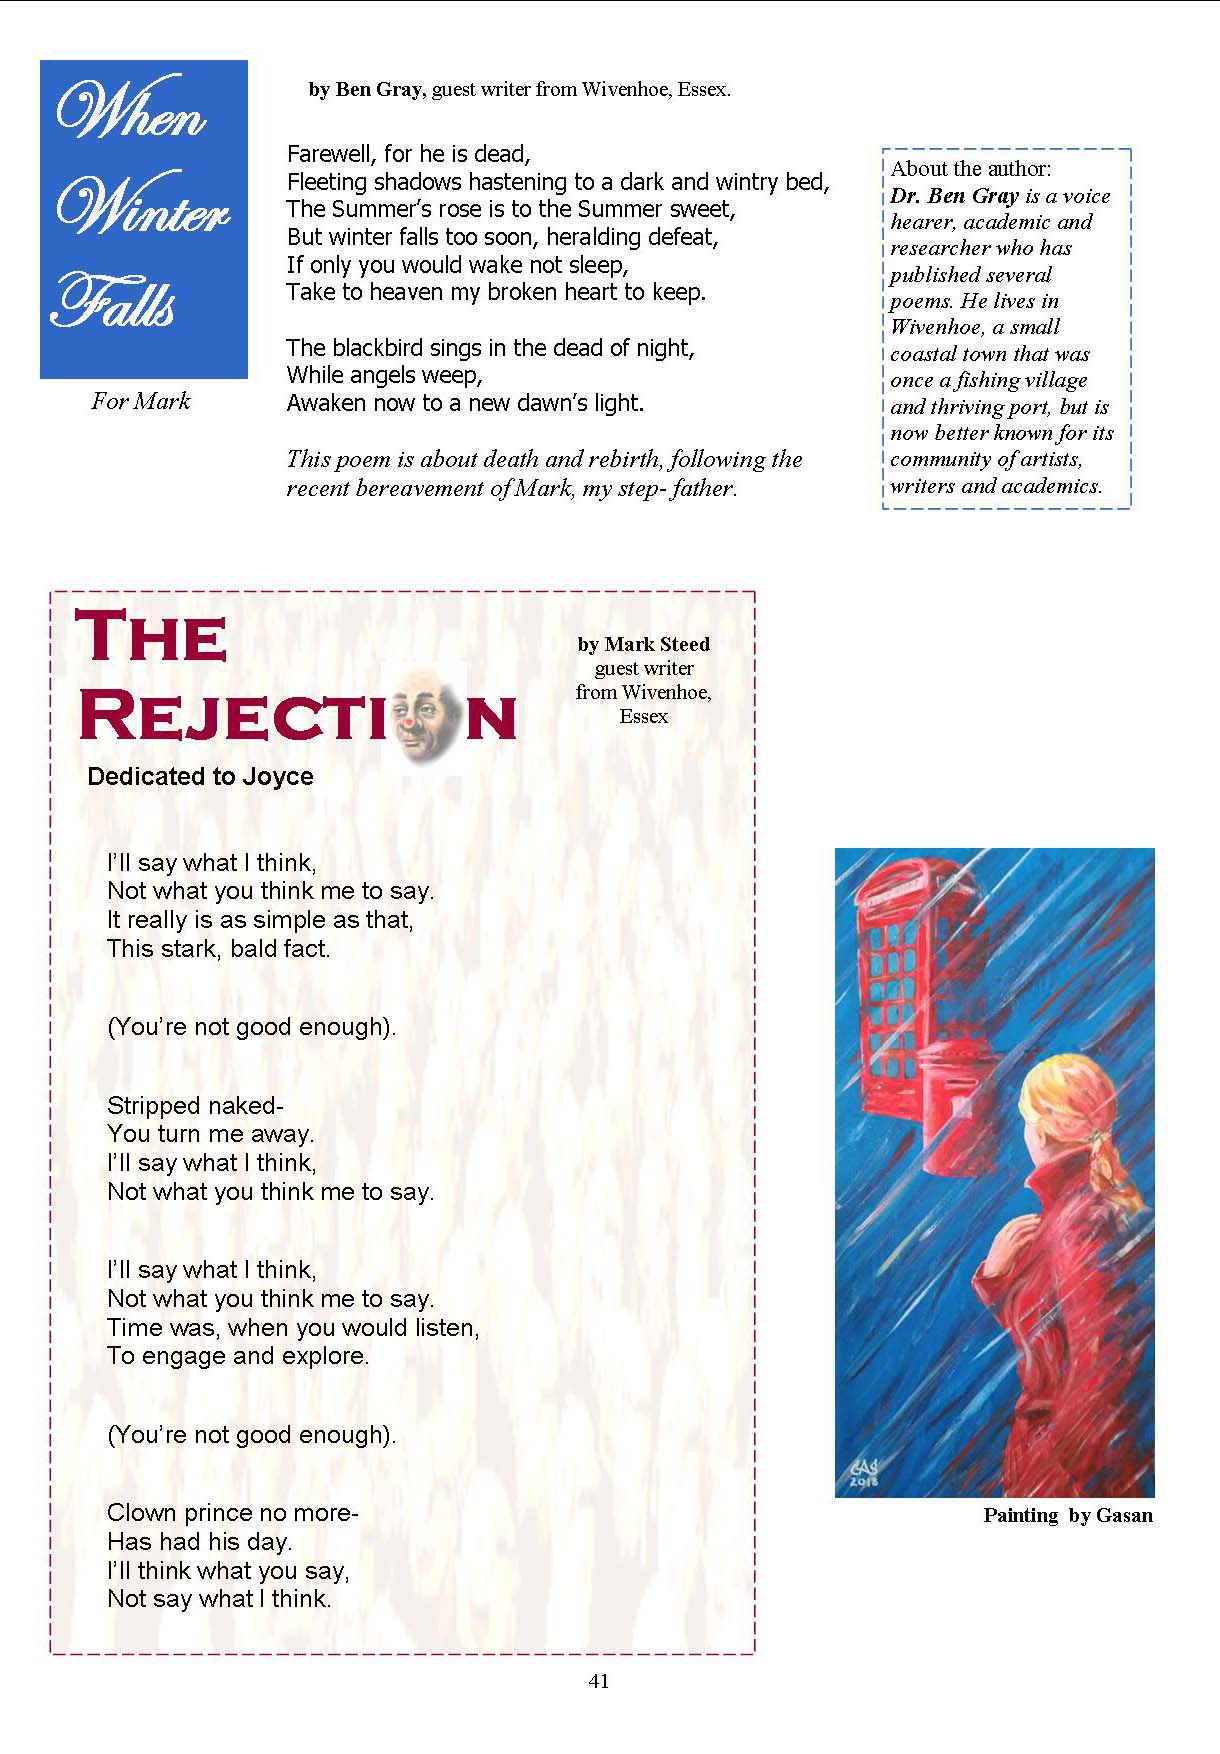 When
Winter
Falls
For Mark
by Ben Gray, guest writer from Wivenhoe, Essex.
Farewell, for he is dead,
Fleeting shadows hastening to a dark and wintry bed,
The Summer’s rose is to the Summer sweet,
But winter falls too soon, heralding defeat,
If only you would wake not sleep,
Take to heaven my broken heart to keep.
The blackbird sings in the dead of night,
While angels weep,
Awaken now to a new dawn’s light.
This poem is about death and rebirth, following the
recent bereavement of Mark, my step- father.
About the author:
Dr. Ben Gray is a voice
hearer, academic and
researcher who has
published several
poems. He lives in
Wivenhoe, a small
coastal town that was
once a fishing village
and thriving port, but is
now better known for its
community of artists,
writers and academics.
THE
REJECTION
by Mark Steed
guest writer
from Wivenhoe,
Essex
Dedicated to Joyce
I’ll say what I think,
Not what you think me to say.
It really is as simple as that,
This stark, bald fact.
(You’re not good enough).
Stripped naked-
You turn me away.
I’ll say what I think,
Not what you think me to say.
I’ll say what I think,
Not what you think me to say.
Time was, when you would listen,
To engage and explore.
(You’re not good enough).
Clown prince no more-
Has had his day.
I’ll think what you say,
Not say what I think.
GAS
2018
Painting by Gasan
41